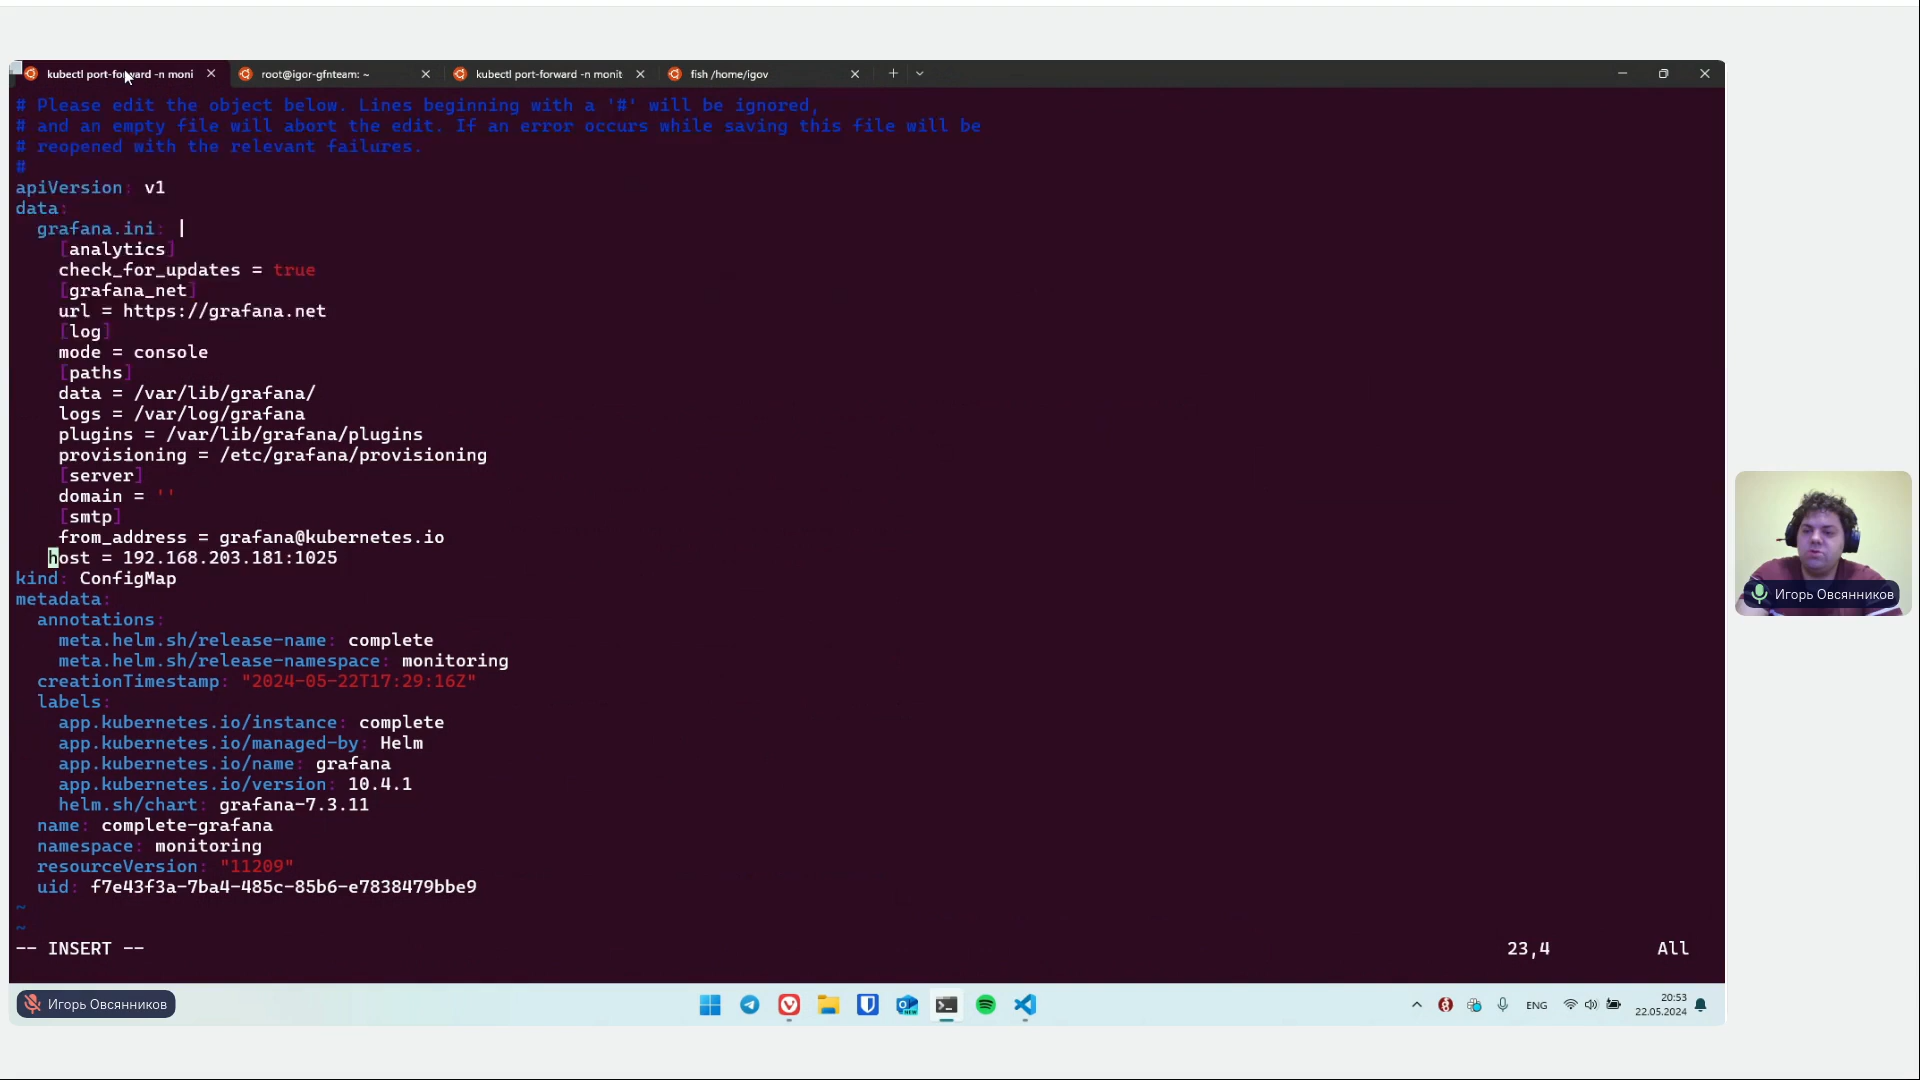 kubectl port-forward -n moni
root@igor-gfnteam: ~
kubectl port-forward -n monit
fish /home/igov
# Please edit the object below. Lines beginning with a '#' will be ignored,
# and an empty file will abort the edit. If an error occurs while saving this file will be
# reopened with the relevant failures.
#
apiVersion: v1
data:
grafana.ini: |
[analytics]
check_for_updates = true
[grafana_net]
url = https://grafana.net
[log]
mode = console
[paths]
data = /var/lib/grafana/
logs = /var/log/grafana
plugins = /var/lib/grafana/plugins
provisioning = /etc/grafana/provisioning
[server]
domain = ''
[smtp]
from_address = grafana@kubernetes.io
host = 192.168.203.181:1025
kind: ConfigMap
metadata:
annotations:
meta.helm.sh/release-name: complete
meta.helm.sh/release-namespace: monitoring
creationTimestamp: "2024-05-22T17:29:16Z"
labels:
app.kubernetes.io/instance: complete
app.kubernetes.io/managed-by: Helm
app.kubernetes.io/name: grafana
app.kubernetes.io/version: 10.4.1
helm.sh/chart: grafana-7.3.11
name: complete-grafana
namespace: monitoring
resourceVersion: "11209"
uid: f7e43f3a-7ba4-485c-85b6-e7838479bbe9
~
~
-- INSERT --
23,4
All
Игорь Овсянников
Игорь Овсянников
ENG
20:53
22.05.2024